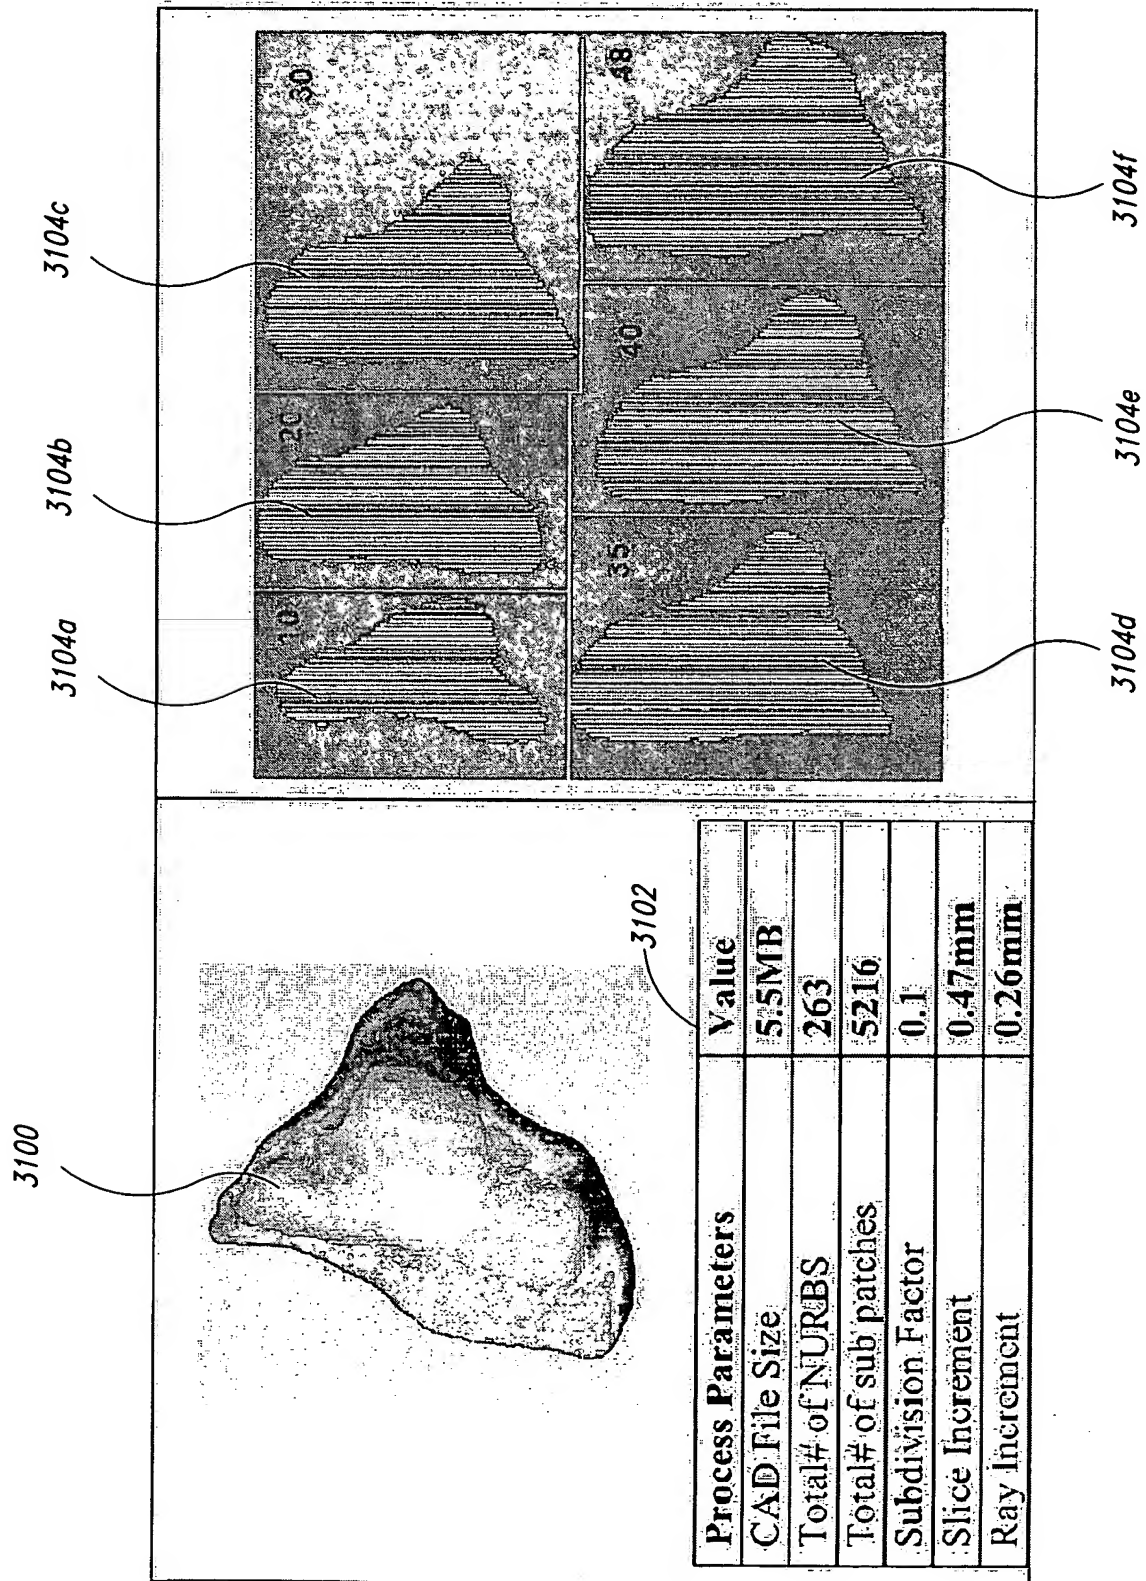 3100
3102
Process Parameters Value
CAD File Size 5.5MB
Total# of NURBS 263
Total# of sub patches 5216
Subdivision Factor 0.1
Slice Increment 0.47mm
Ray Increment 0.26mm
3104a
3104b
3104c
10
20
30
35
40
48
3104d
3104e
3104f